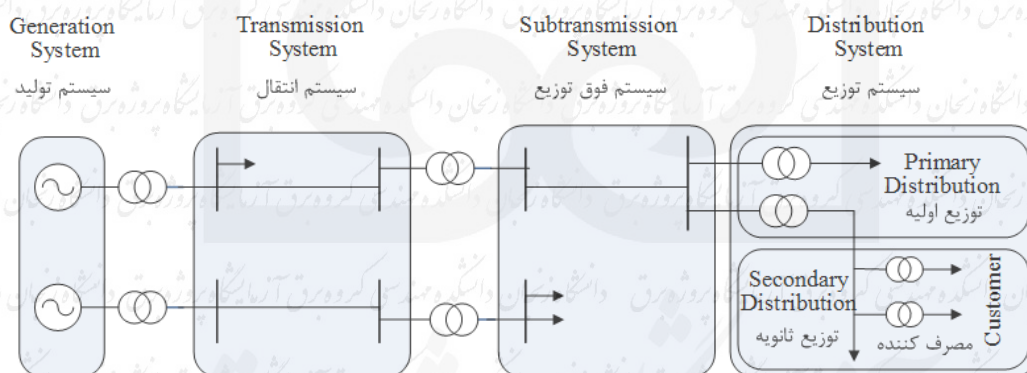 Generation
System
سیستم تولید
Transmission
System
سیستم انتقال
Subtransmission
System
سیستم فوق توزیع
Distribution
System
سیستم توزیع
Primary
Distribution
توزیع اولیه
Secondary
Distribution
توزیع ثانویه
Customer
مصرف کننده